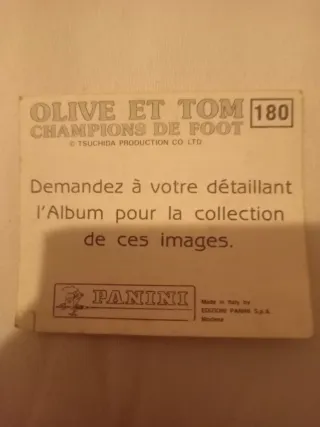 OLIVE ET TOM
CHAMPIONS DE FOOT
180
© TSUCHIDA PRODUCTION CO LTD
Demandez à votre détaillant
l'Album pour la collection
de ces images.
PANINI
Made in Italy by
EDIZIONI PANINI S.p.A.
Modena